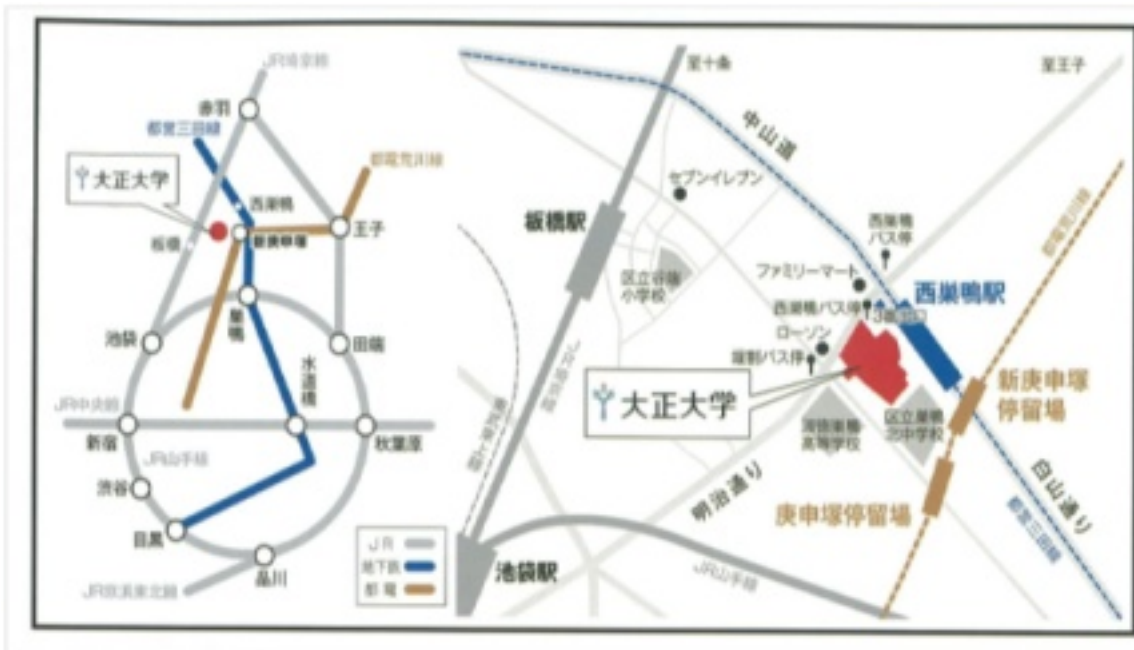 JR埼京線
赤羽
都営三田線
都電荒川線
大正大学
西巣鴨
板橋
新庚申塚
王子
巣鴨
池袋
田端
水道橋
JR中央線
新宿
秋葉原
JR山手線
渋谷
目黒
品川
JR京浜東北線
JR
地下鉄
都電
至十条
至王子
中山道
セブンイレブン
板橋駅
西巣鴨
バス停
都電荒川線
区立谷端
小学校
ファミリーマート
西巣鴨駅
西巣鴨バス停
ローソン
堀割バス停
JR埼京線
大正大学
新庚申塚
停留場
区立巣鴨
北中学校
高等学校
明治通り
庚申塚停留場
白山通り
都営三田線
池袋駅
JR山手線